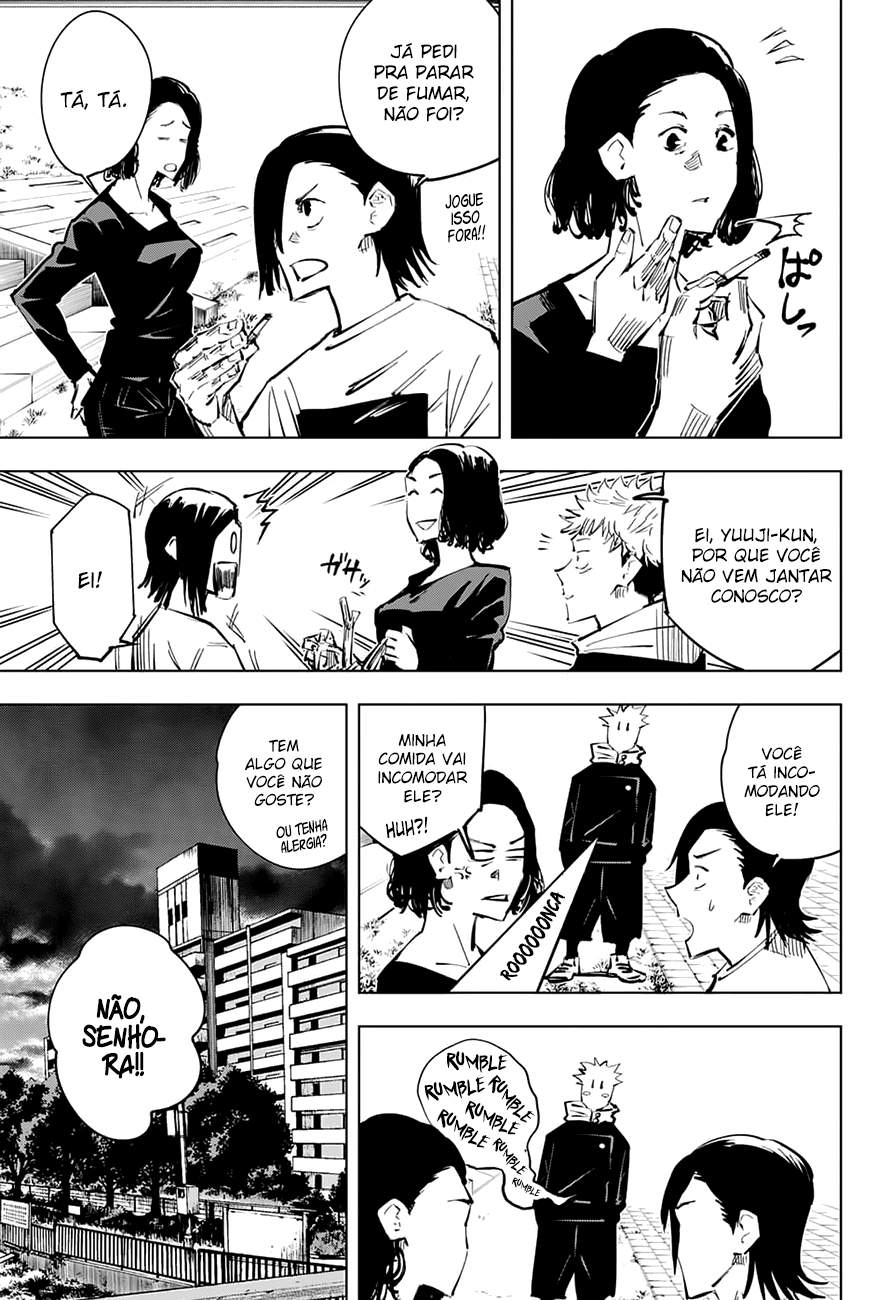 ぱしっ
JÁ PEDI
PRA PARAR
DE FUMAR,
NÃO FOI?
JOGUE
ISSO
FORA!!
TÁ, TÁ.
EI, YUUJI-KUN,
POR QUE VOCÊ
NÃO VEM JANTAR
CONOSCO?
ギギッ
EI!
VOCÊ
TÁ INCO-
MODANDO
ELE!
MINHA
COMIDA VAI
INCOMODAR
ELE?
HUH?!
ROOOOOONCA
RUMBLE
RUMBLE RUMBLE
RUMBLE
RUMBLE RUMBLE
RUMBLE
TEM
ALGO QUE
VOCÊ NÃO
GOSTE?
OU TENHA
ALERGIA?
NÃO,
SENHO-
RA!!